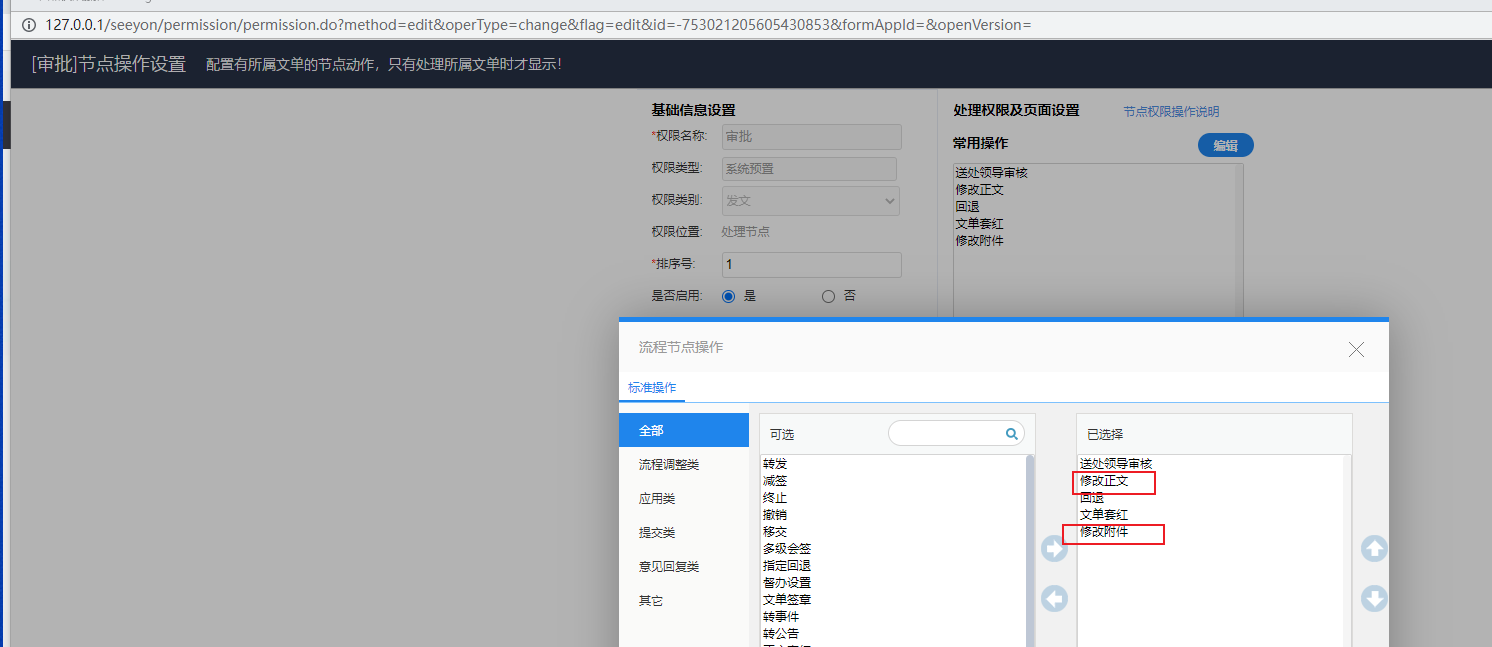 127.0.0.1/seeyon/permission/permission.do?method=edit&operType=change&flag=edit&id=-753021205605430853&formAppId=&openVersion=
[审批]节点操作设置 配置有所属文单的节点动作，只有处理所属文单时才显示！
基础信息设置
*权限名称: 审批
权限类型: 系统预置
权限类别: 发文
权限位置: 处理节点
*排序号: 1
是否启用: 是 否
处理权限及页面设置 节点权限操作说明
常用操作 编辑
送处领导审核
修改正文
回退
文单套红
修改附件
流程节点操作
标准操作
全部
流程调整类
应用类
提交类
意见回复类
其它
可选
转发
减签
终止
撤销
移交
多级会签
指定回退
督办设置
文单签章
转事件
转公告
已选择
送处领导审核
修改正文
回退
文单套红
修改附件